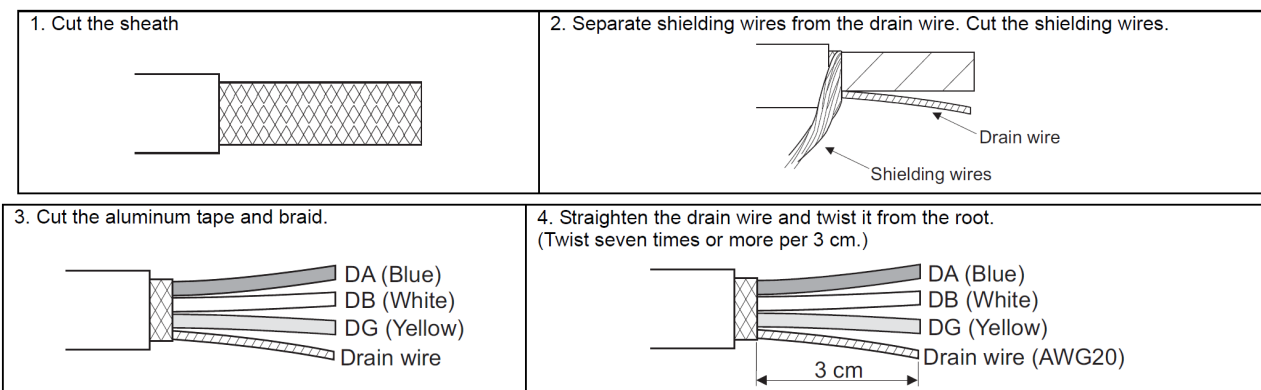 1. Cut the sheath
2. Separate shielding wires from the drain wire. Cut the shielding wires.
Drain wire
Shielding wires
3. Cut the aluminum tape and braid.
DA (Blue)
DB (White)
DG (Yellow)
Drain wire
4. Straighten the drain wire and twist it from the root.
(Twist seven times or more per 3 cm.)
DA (Blue)
DB (White)
DG (Yellow)
Drain wire (AWG20)
3 cm